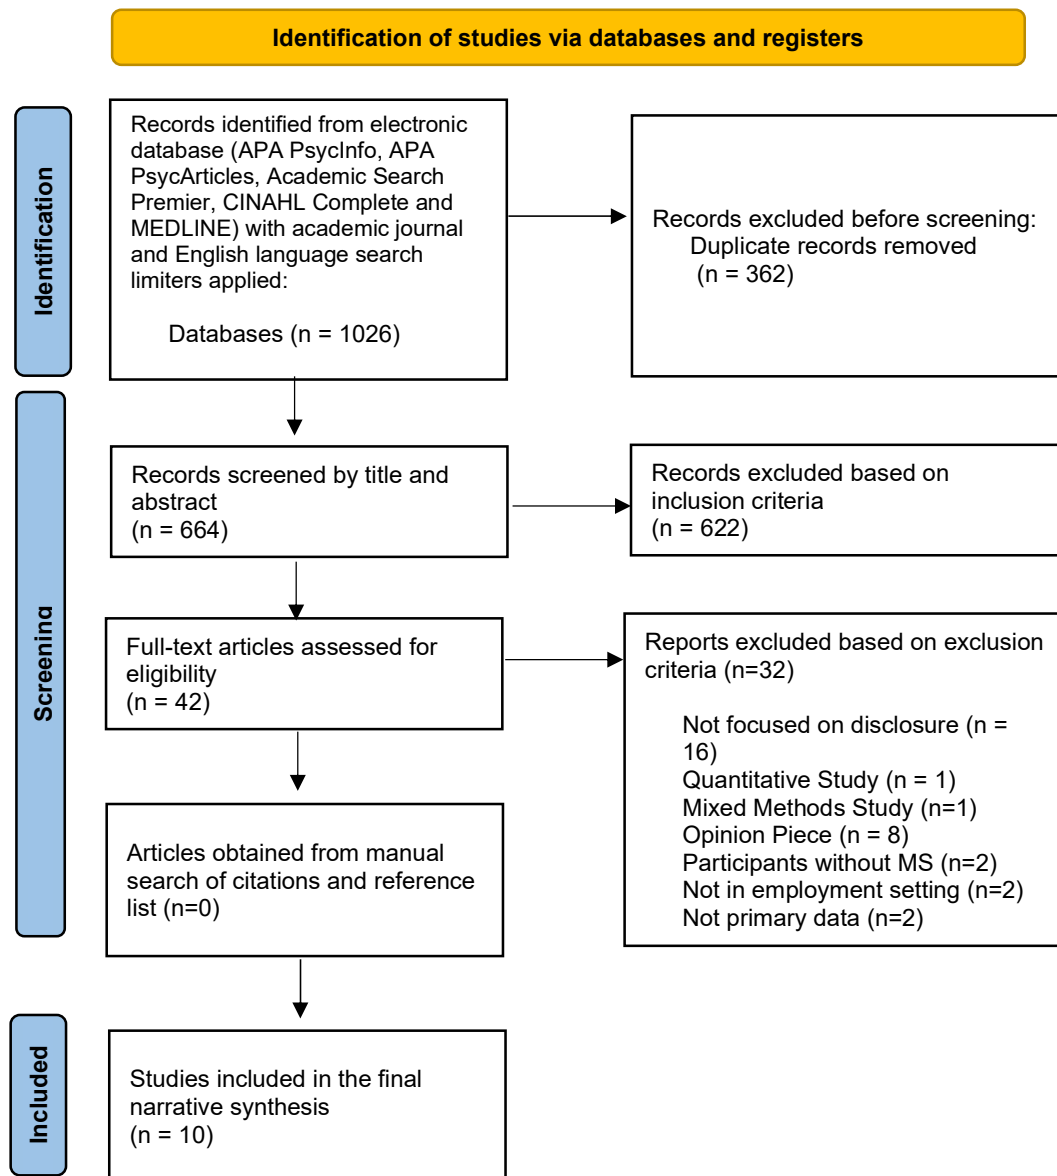 Identification of studies via databases and registers
Identification
Records identified from electronic
database (APA PsycInfo, APA
PsycArticles, Academic Search
Premier, CINAHL Complete and
MEDLINE) with academic journal
and English language search
limiters applied:
Databases (n = 1026)
Records excluded before screening:
Duplicate records removed
(n = 362)
Screening
Records screened by title and
abstract
(n = 664)
Records excluded based on
inclusion criteria
(n = 622)
Full-text articles assessed for
eligibility
(n = 42)
Reports excluded based on exclusion
criteria (n=32)
Not focused on disclosure (n =
16)
Quantitative Study (n = 1)
Mixed Methods Study (n=1)
Opinion Piece (n = 8)
Participants without MS (n=2)
Not in employment setting (n=2)
Not primary data (n=2)
Articles obtained from manual
search of citations and reference
list (n=0)
Included
Studies included in the final
narrative synthesis
(n = 10)